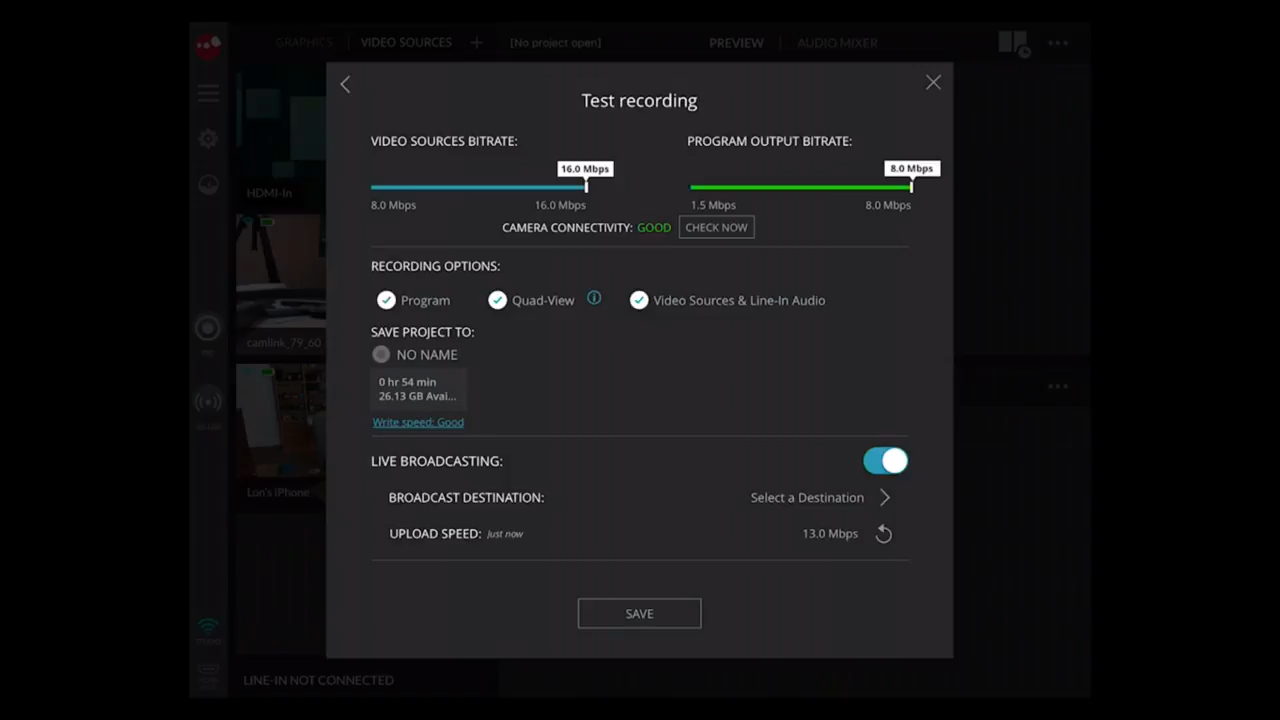 GRAPHICS
VIDEO SOURCES
[No project open]
PREVIEW
AUDIO MIXER
Test recording
VIDEO SOURCES BITRATE:
PROGRAM OUTPUT BITRATE:
16.0 Mbps
8.0 Mbps
8.0 Mbps
16.0 Mbps
1.5 Mbps
8.0 Mbps
CAMERA CONNECTIVITY: GOOD
CHECK NOW
HDMI-In
RECORDING OPTIONS:
Program
Quad-View
Video Sources & Line-In Audio
SAVE PROJECT TO:
camlink_79_60
NO NAME
0 hr 54 min
26.13 GB Avai...
Write speed: Good
LIVE BROADCASTING:
Lon's iPhone
BROADCAST DESTINATION:
Select a Destination
UPLOAD SPEED: Just now
13.0 Mbps
SAVE
LINE-IN NOT CONNECTED